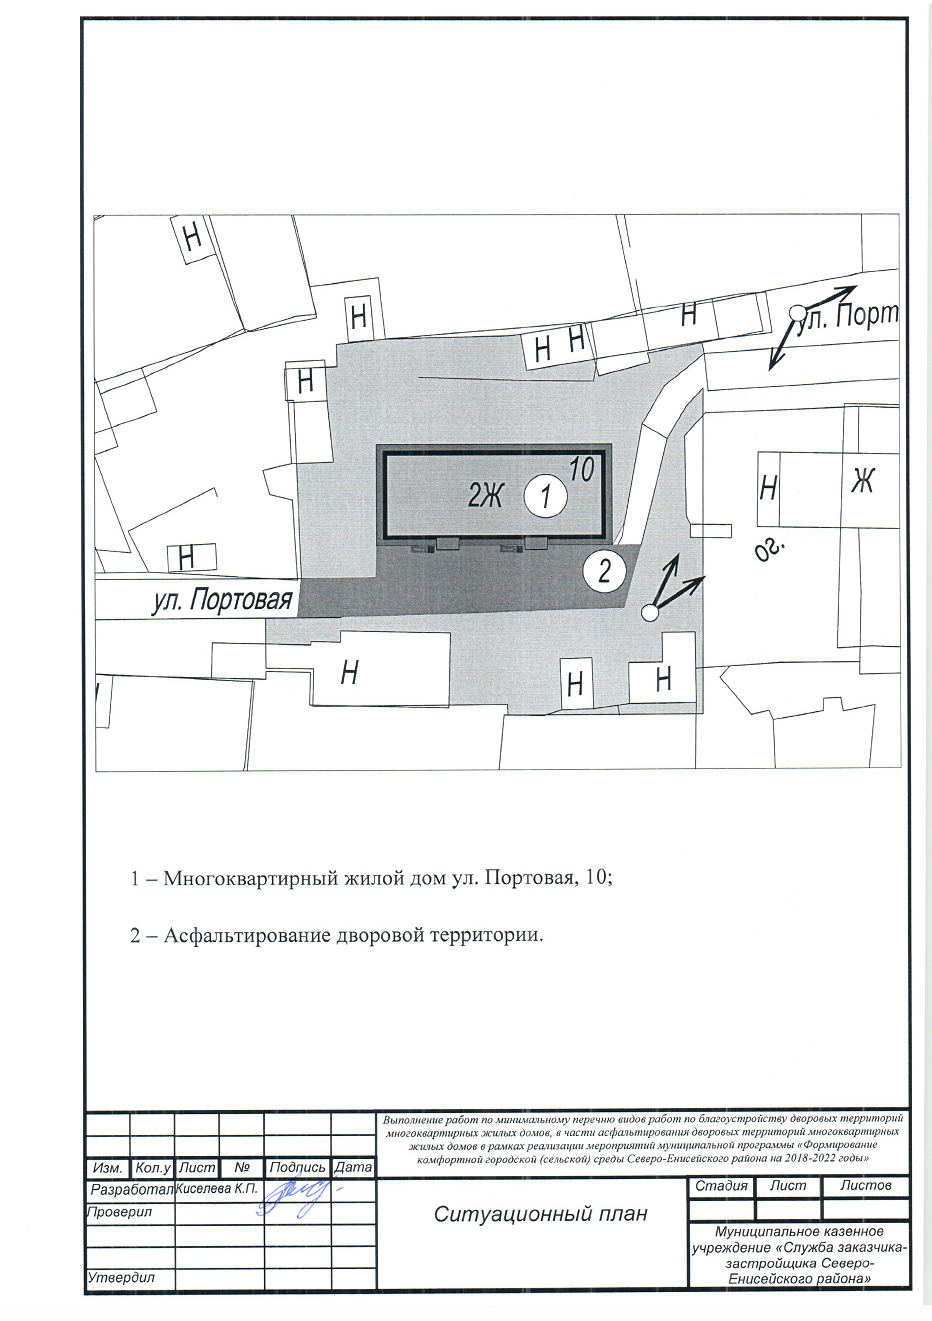 Н
Н
Н
ул. Порт
Н
Н
Н
10
2Ж
1
Н
Ж
ог.
Н
2
ул. Портовая
Н
Н
Н
1 – Многоквартирный жилой дом ул. Портовая, 10;
2 – Асфальтирование дворовой территории.
Выполнение работ по минимальному перечню видов работ по благоустройству дворовых территорий
многоквартирных жилых домов, в части асфальтирования дворовых территорий многоквартирных
жилых домов в рамках реализации мероприятий муниципальной программы «Формирование
комфортной городской (сельской) среды Северо-Енисейского района на 2018-2022 годы»
Изм. Кол.у Лист № Подпись Дата
Разработал Киселева К.П.
Проверил
Утвердил
Ситуационный план
Стадия Лист Листов
Муниципальное казенное
учреждение «Служба заказчика-
застройщика Северо-
Енисейского района»